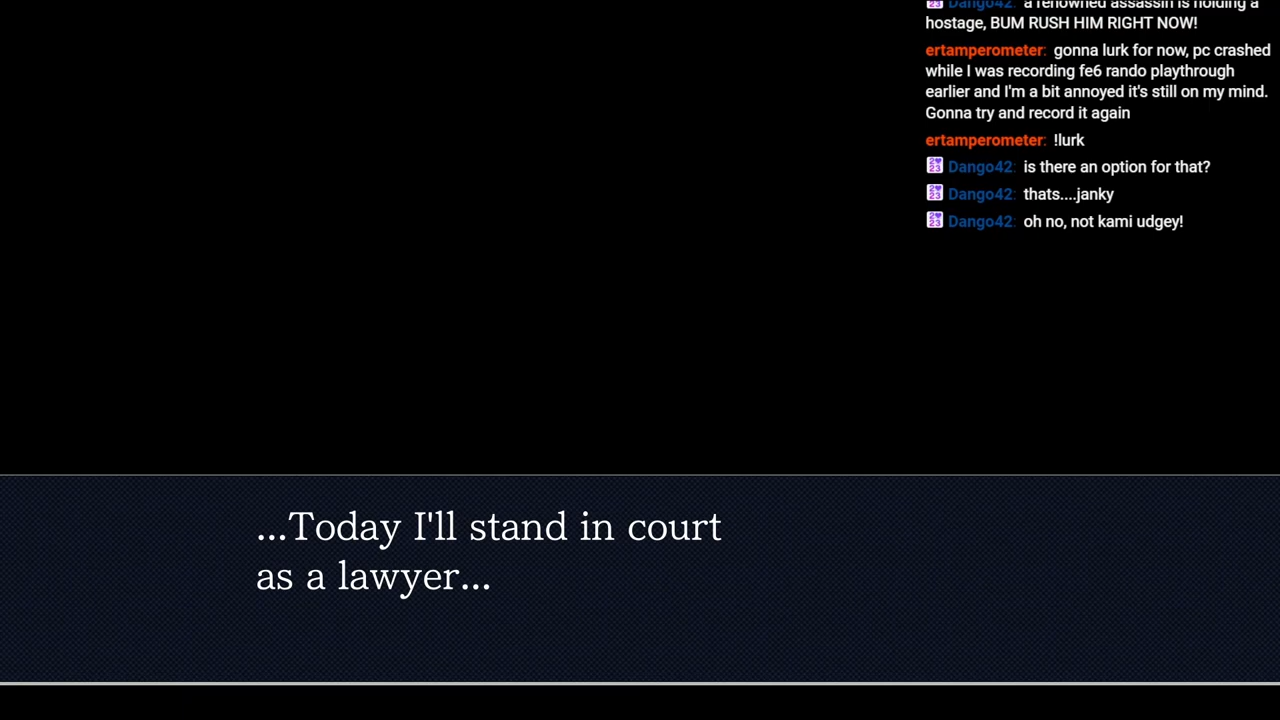 Dango42: a renowned assassin is holding a
hostage, BUM RUSH HIM RIGHT NOW!
ertamperometer: gonna lurk for now, pc crashed
while I was recording fe6 rando playthrough
earlier and I'm a bit annoyed it's still on my mind.
Gonna try and record it again
ertamperometer: !lurk
Dango42: is there an option for that?
Dango42: thats....janky
Dango42: oh no, not kami udgey!
...Today I'll stand in court
as a lawyer...